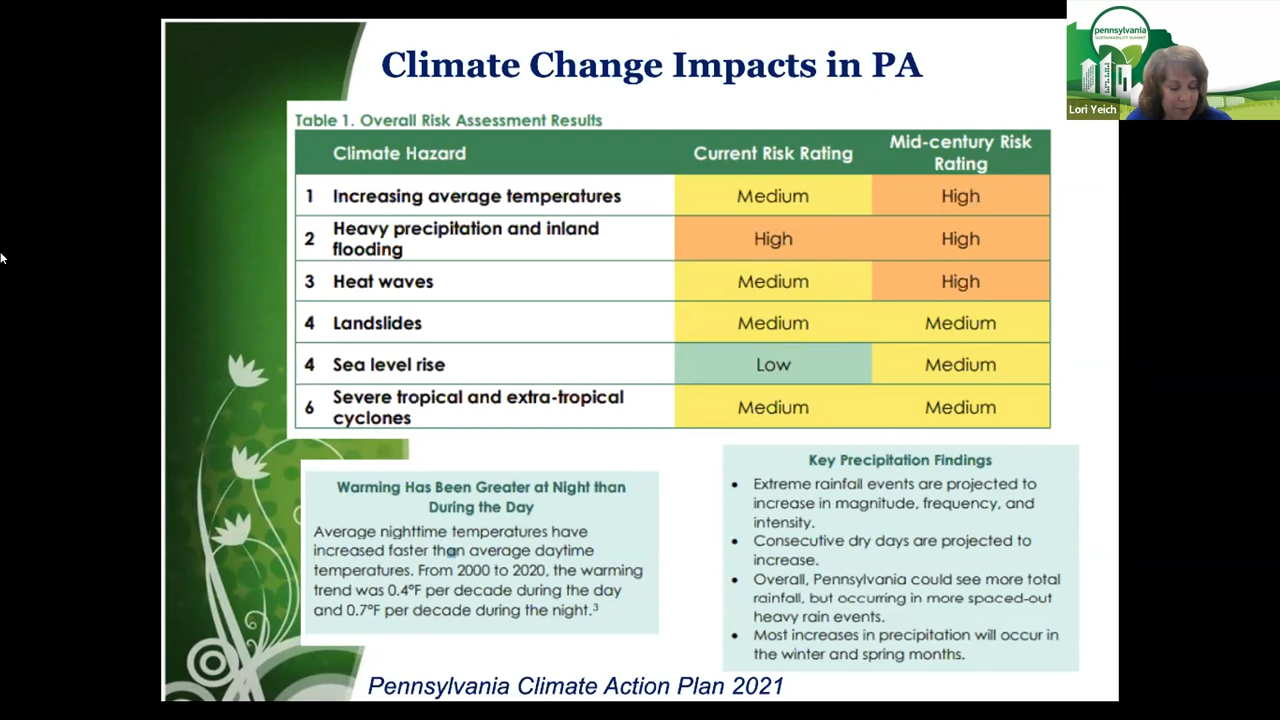 Climate Change Impacts in PA
pennsylvania
SUSTAINABILITY SUMMIT
Lori Yeich
Table 1. Overall Risk Assessment Results
Climate Hazard
Current Risk Rating
Mid-century Risk
Rating
1 Increasing average temperatures Medium High
2 Heavy precipitation and inland
flooding High High
3 Heat waves Medium High
4 Landslides Medium Medium
4 Sea level rise Low Medium
6 Severe tropical and extra-tropical
cyclones Medium Medium
Warming Has Been Greater at Night than
During the Day
Average nighttime temperatures have
increased faster than average daytime
temperatures. From 2000 to 2020, the warming
trend was 0.4°F per decade during the day
and 0.7°F per decade during the night.³
Key Precipitation Findings
• Extreme rainfall events are projected to
increase in magnitude, frequency, and
intensity.
• Consecutive dry days are projected to
increase.
• Overall, Pennsylvania could see more total
rainfall, but occurring in more spaced-out
heavy rain events.
• Most increases in precipitation will occur in
the winter and spring months.
Pennsylvania Climate Action Plan 2021